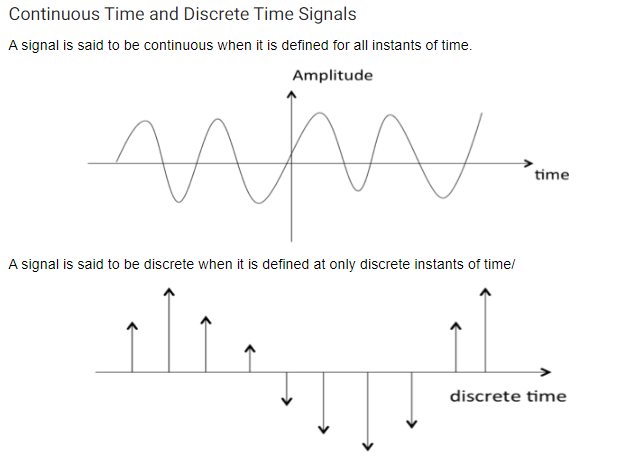 Continuous Time and Discrete Time Signals
A signal is said to be continuous when it is defined for all instants of time.
Amplitude
time
A signal is said to be discrete when it is defined at only discrete instants of time/
discrete time